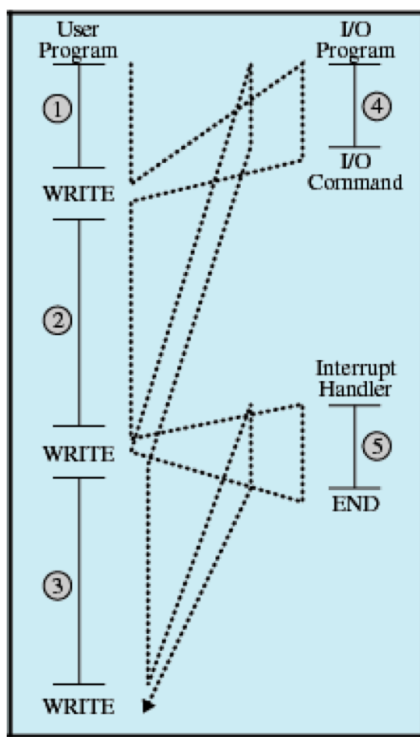 User
Program
1
WRITE
2
WRITE
3
WRITE
I/O
Program
4
I/O
Command
Interrupt
Handler
5
END